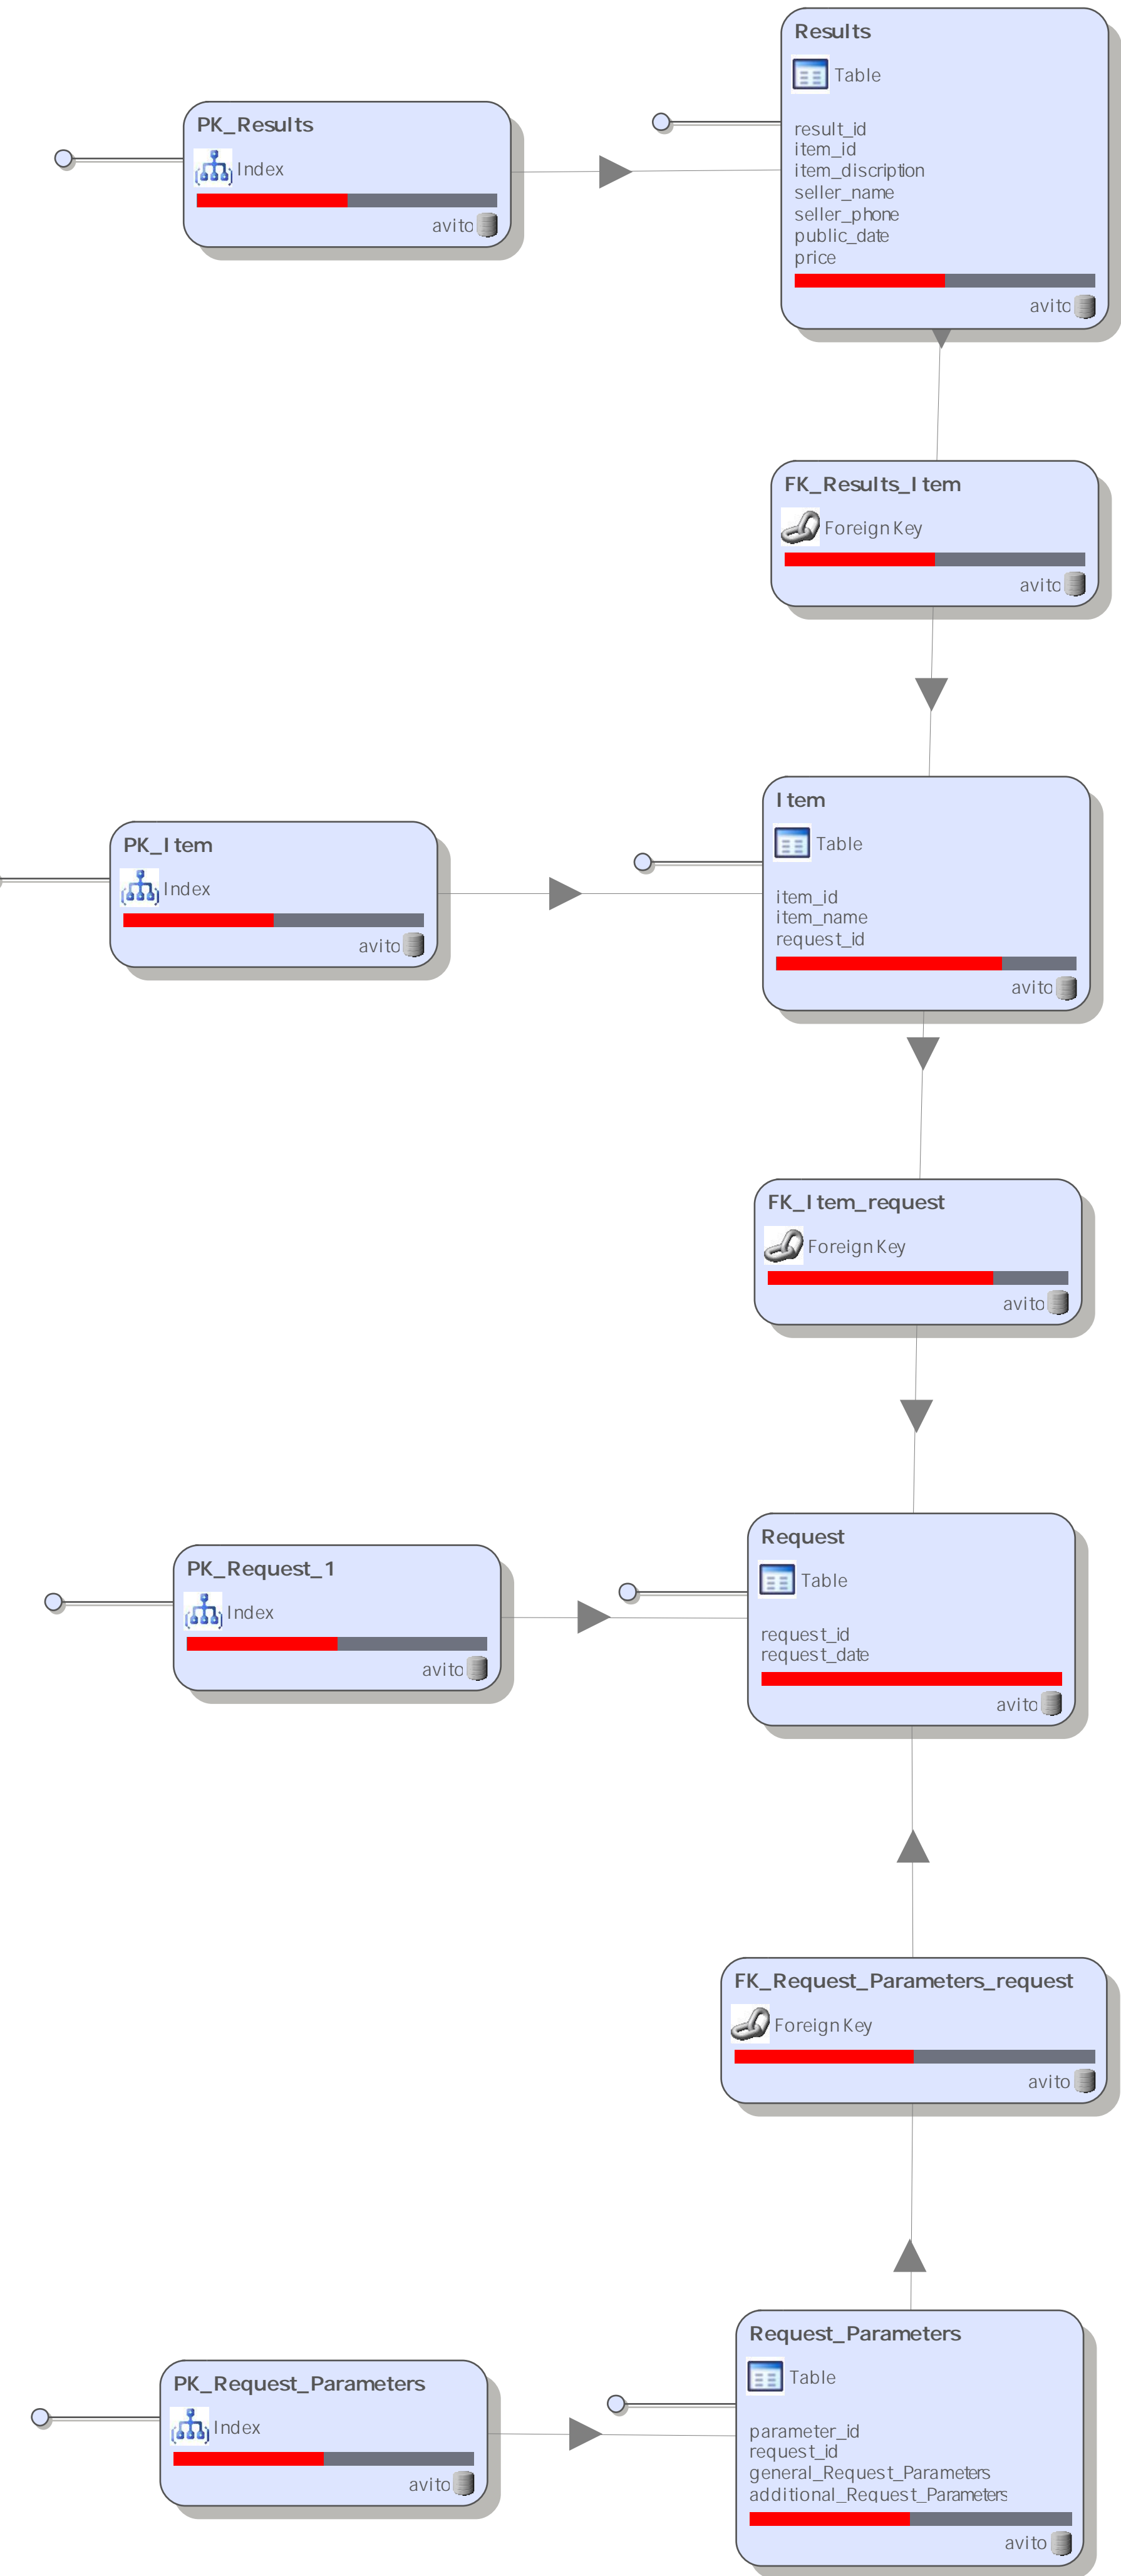 Results
Table
result_id
item_id
item_discription
seller_name
seller_phone
public_date
price
avito
PK_Results
Index
avito
FK_Results_Item
Foreign Key
avito
Item
Table
item_id
item_name
request_id
avito
PK_Item
Index
avito
FK_Item_request
Foreign Key
avito
Request
Table
request_id
request_date
avito
PK_Request_1
Index
avito
FK_Request_Parameters_request
Foreign Key
avito
Request_Parameters
Table
parameter_id
request_id
general_Request_Parameters
additional_Request_Parameters
avito
PK_Request_Parameters
Index
avito